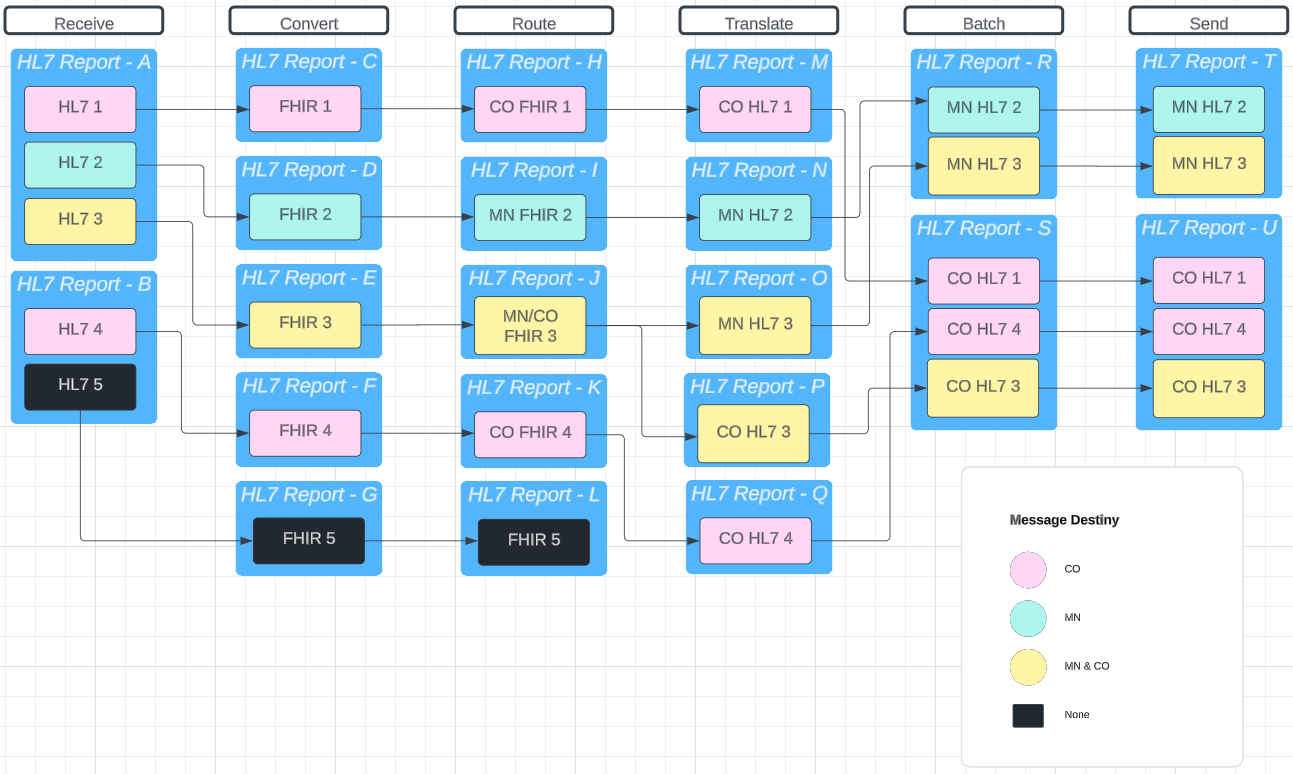 Receive
Convert
Route
Translate
Batch
Send
HL7 Report - A
HL7 1
HL7 2
HL7 3
HL7 Report - B
HL7 4
HL7 5
HL7 Report - C
FHIR 1
HL7 Report - D
FHIR 2
HL7 Report - E
FHIR 3
HL7 Report - F
FHIR 4
HL7 Report - G
FHIR 5
HL7 Report - H
CO FHIR 1
HL7 Report - I
MN FHIR 2
HL7 Report - J
MN/CO
FHIR 3
HL7 Report - K
CO FHIR 4
HL7 Report - L
FHIR 5
HL7 Report - M
CO HL7 1
HL7 Report - N
MN HL7 2
HL7 Report - O
MN HL7 3
HL7 Report - P
CO HL7 3
HL7 Report - Q
CO HL7 4
HL7 Report - R
MN HL7 2
MN HL7 3
HL7 Report - S
CO HL7 1
CO HL7 4
CO HL7 3
HL7 Report - T
MN HL7 2
MN HL7 3
HL7 Report - U
CO HL7 1
CO HL7 4
CO HL7 3
Message Destiny
CO
MN
MN & CO
None